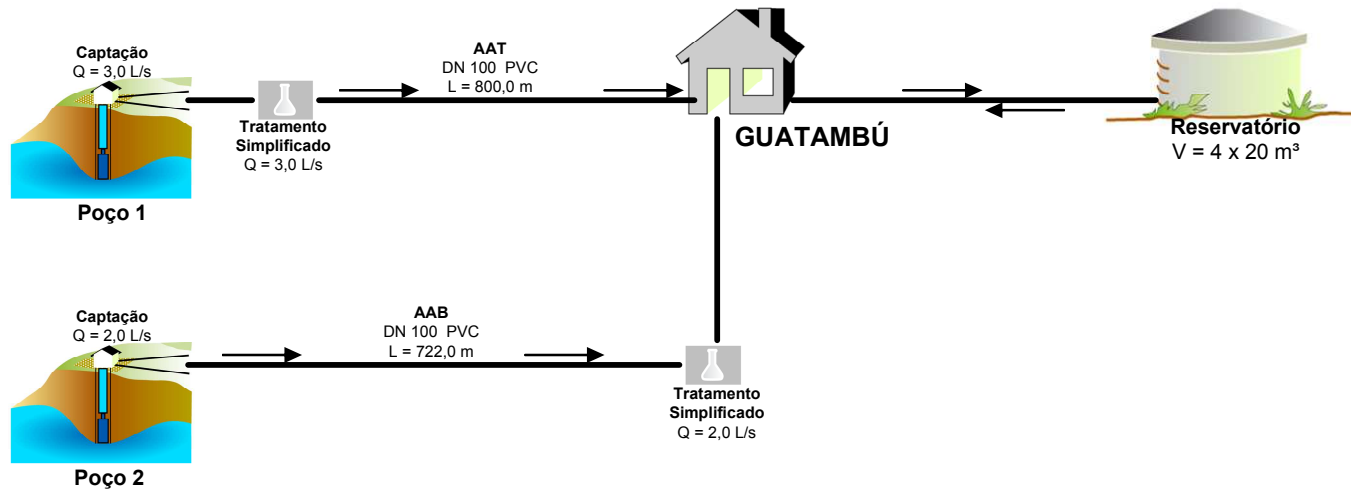 Captação
Q = 3,0 L/s
Poço 1
Tratamento
Simplificado
Q = 3,0 L/s
AAT
DN 100 PVC
L = 800,0 m
GUATAMBÚ
Reservatório
V = 4 x 20 m³
Captação
Q = 2,0 L/s
Poço 2
AAB
DN 100 PVC
L = 722,0 m
Tratamento
Simplificado
Q = 2,0 L/s